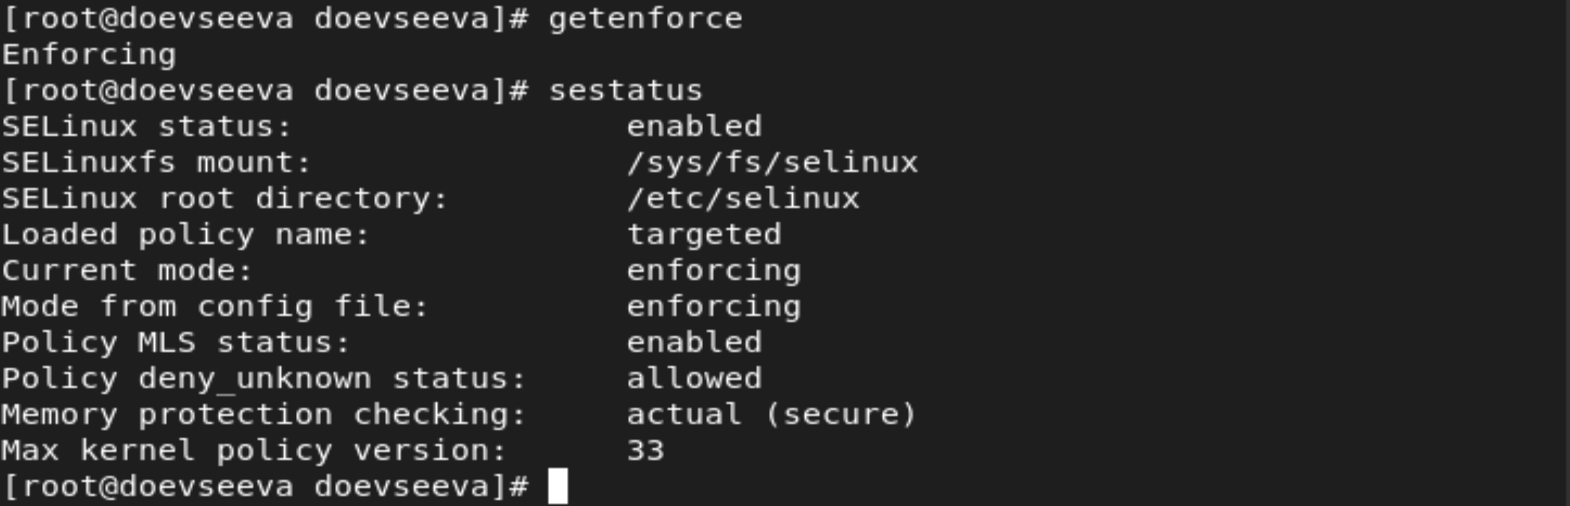 [root@doevseeva doevseeva]# getenforce
Enforcing
[root@doevseeva doevseeva]# sestatus
SELinux status:                 enabled
SELinuxfs mount:                /sys/fs/selinux
SELinux root directory:         /etc/selinux
Loaded policy name:             targeted
Current mode:                   enforcing
Mode from config file:          enforcing
Policy MLS status:              enabled
Policy deny_unknown status:     allowed
Memory protection checking:     actual (secure)
Max kernel policy version:      33
[root@doevseeva doevseeva]#